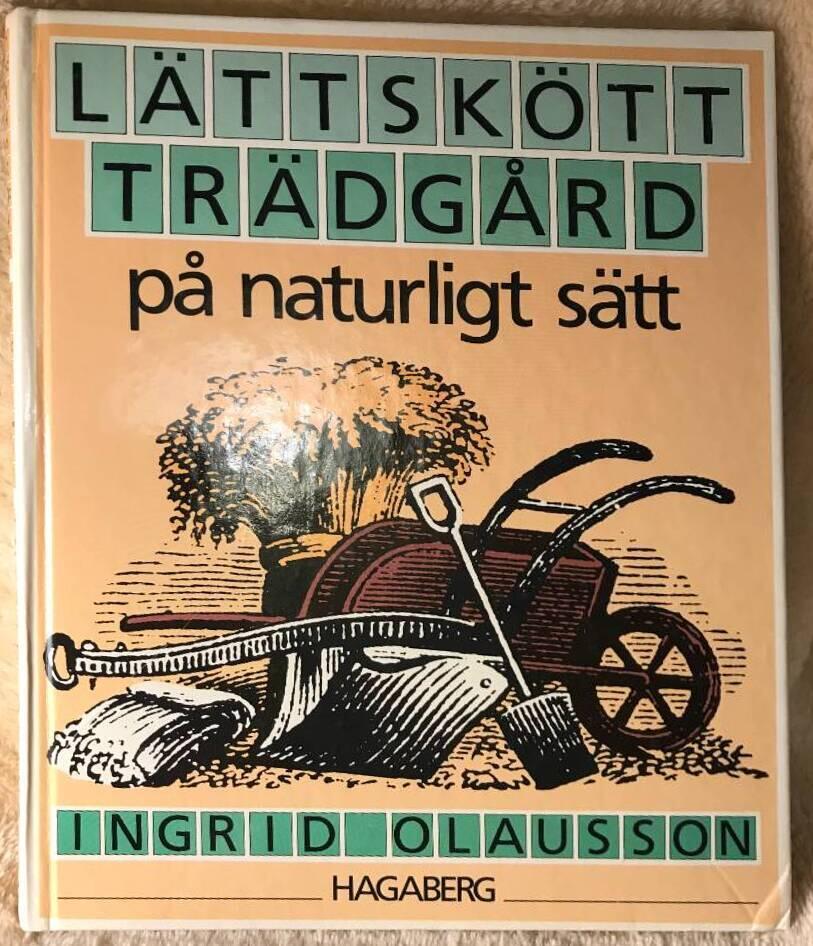 LÄTTSKÖTT
TRÄDGÅRD
på naturligt sätt
INGRID OLAUSSON
HAGABERG